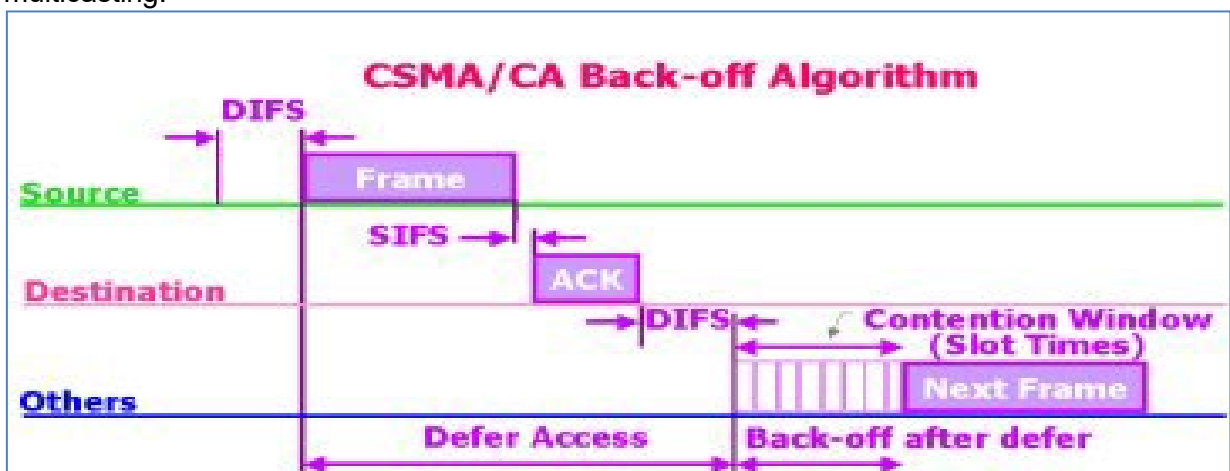 multicasting.
CSMA/CA Back-off Algorithm
DIFS
Source
Frame
SIFS
Destination
ACK
DIFS
Contention Window
(Slot Times)
Others
Next Frame
Defer Access
Back-off after defer